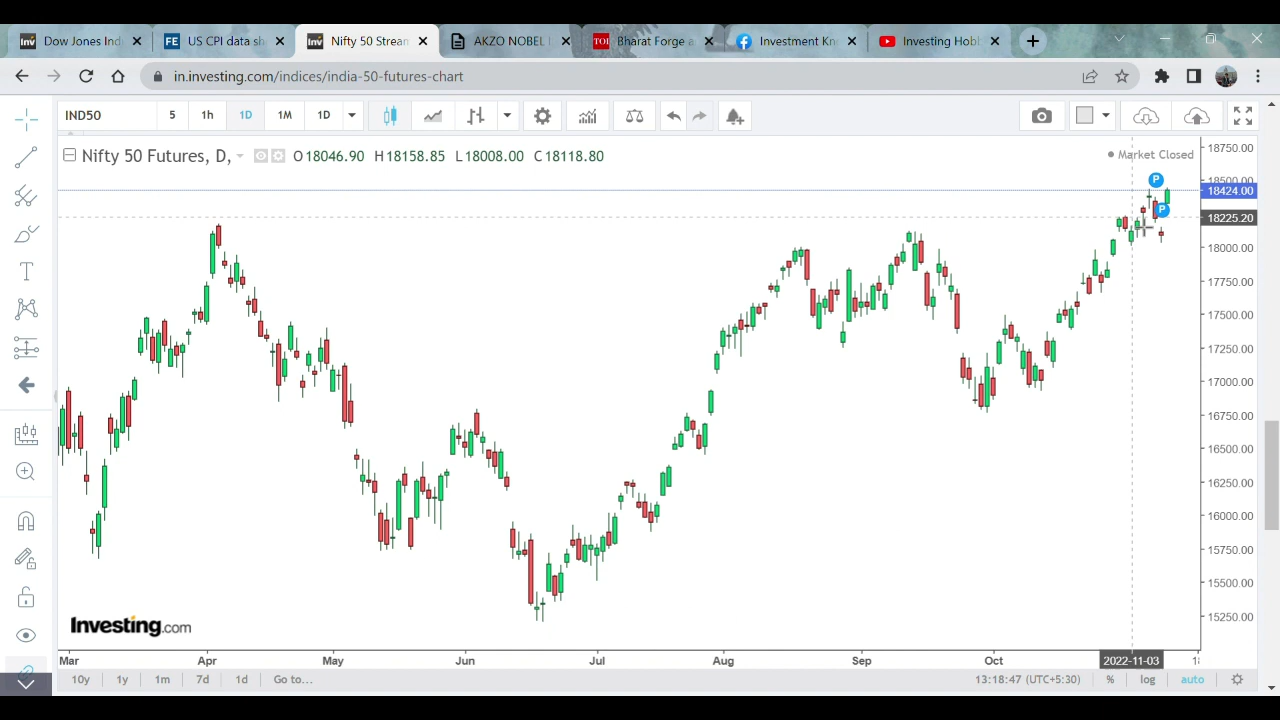 Dow Jones Ind
US CPI data sh
Nifty 50 Stream
AKZO NOBEL
Bharat Forge a
Investment Kn
Investing Hobb
in.investing.com/indices/india-50-futures-chart
IND50 5 1h 1D 1M 1D
Nifty 50 Futures, D, O 18046.90 H 18158.85 L 18008.00 C 18118.80
Market Closed
P
P
18750.00
18500.00
18424.00
18225.20
18000.00
17750.00
17500.00
17250.00
17000.00
16750.00
16500.00
16250.00
16000.00
15750.00
15500.00
15250.00
Investing.com
Mar Apr May Jun Jul Aug Sep Oct 2022-11-03
10y 1y 1m 7d 1d Go to... 13:18:47 (UTC+5:30) % log auto